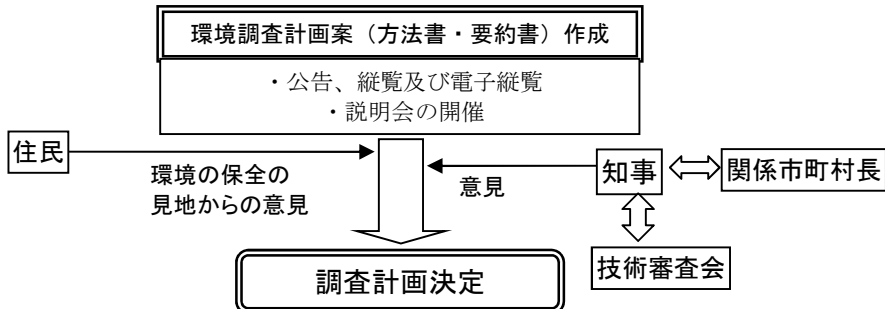 環境調査計画案(方法書・要約書)作成
・公告、縦覧及び電子縦覧
・説明会の開催
住民
環境の保全の
見地からの意見
意見
知事
関係市町村長
技術審査会
調査計画決定